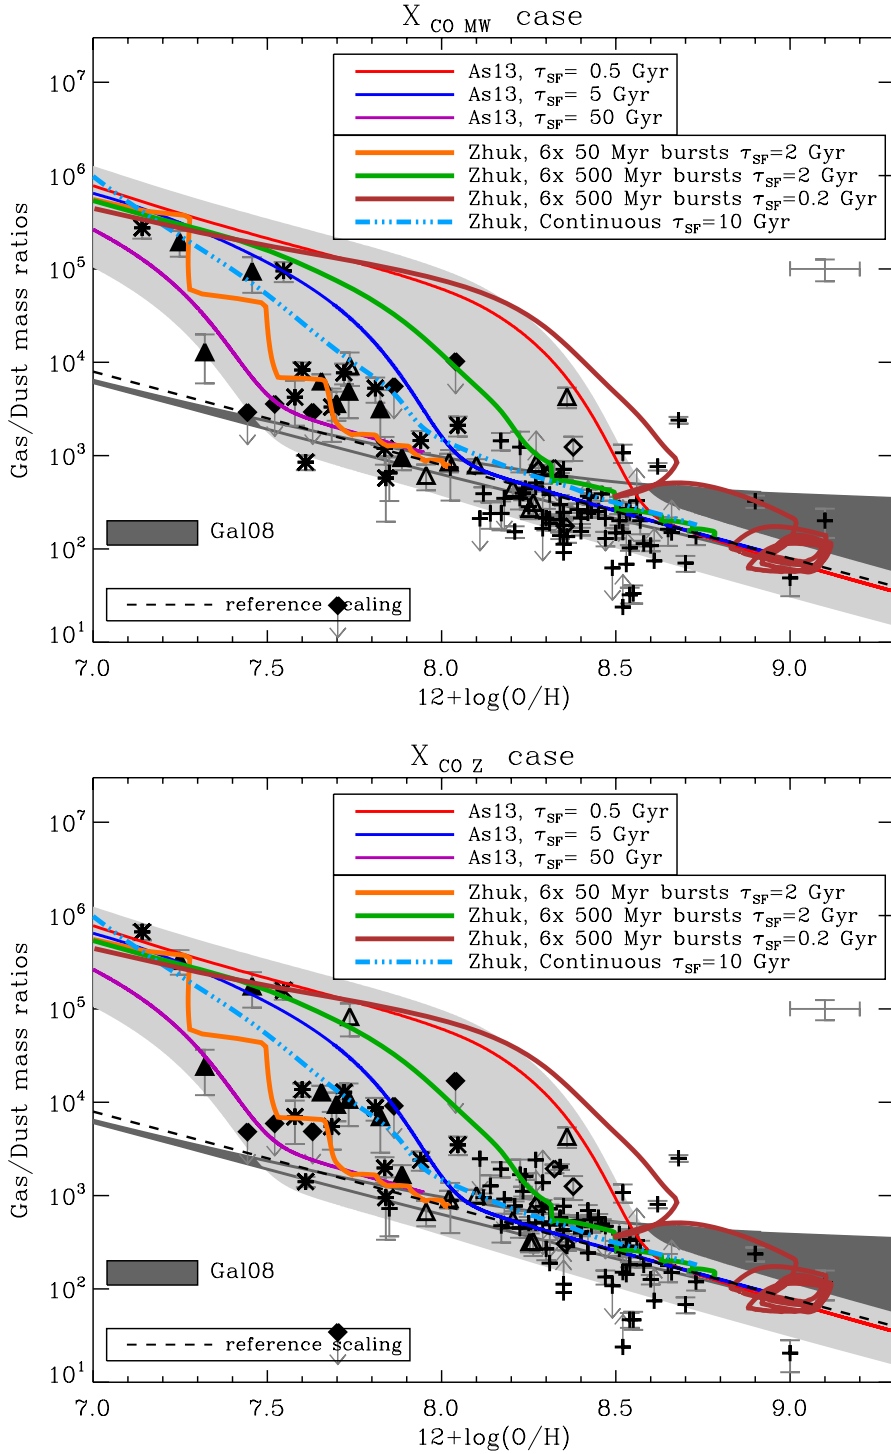 X CO MW case
As13, τSF= 0.5 Gyr
As13, τSF= 5 Gyr
As13, τSF= 50 Gyr
Zhuk, 6x 50 Myr bursts τSF=2 Gyr
Zhuk, 6x 500 Myr bursts τSF=2 Gyr
Zhuk, 6x 500 Myr bursts τSF=0.2 Gyr
Zhuk, Continuous τSF=10 Gyr
10^7
10^6
10^5
10^4
10^3
10^2
10^1
Gas/Dust mass ratios
Gal08
reference scaling
7.0 7.5 8.0 8.5 9.0
12+log(O/H)
X CO Z case
As13, τSF= 0.5 Gyr
As13, τSF= 5 Gyr
As13, τSF= 50 Gyr
Zhuk, 6x 50 Myr bursts τSF=2 Gyr
Zhuk, 6x 500 Myr bursts τSF=2 Gyr
Zhuk, 6x 500 Myr bursts τSF=0.2 Gyr
Zhuk, Continuous τSF=10 Gyr
10^7
10^6
10^5
10^4
10^3
10^2
10^1
Gas/Dust mass ratios
Gal08
reference scaling
7.0 7.5 8.0 8.5 9.0
12+log(O/H)